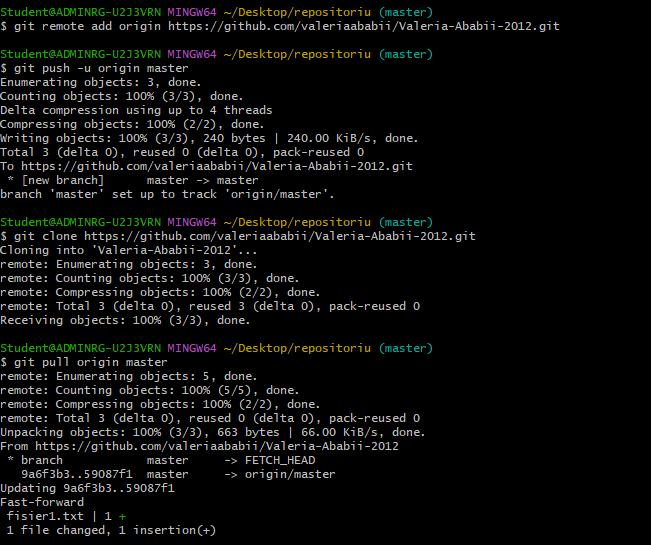 Student@ADMINRG-U2J3VRN MINGW64 ~/Desktop/repositoriu (master)
$ git remote add origin https://github.com/valeriaababii/Valeria-Ababii-2012.git
Student@ADMINRG-U2J3VRN MINGW64 ~/Desktop/repositoriu (master)
$ git push -u origin master
Enumerating objects: 3, done.
Counting objects: 100% (3/3), done.
Delta compression using up to 4 threads
Compressing objects: 100% (2/2), done.
Writing objects: 100% (3/3), 240 bytes | 240.00 KiB/s, done.
Total 3 (delta 0), reused 0 (delta 0), pack-reused 0
To https://github.com/valeriaababii/Valeria-Ababii-2012.git
 * [new branch]      master -> master
branch 'master' set up to track 'origin/master'.
Student@ADMINRG-U2J3VRN MINGW64 ~/Desktop/repositoriu (master)
$ git clone https://github.com/valeriaababii/Valeria-Ababii-2012.git
Cloning into 'Valeria-Ababii-2012'...
remote: Enumerating objects: 3, done.
remote: Counting objects: 100% (3/3), done.
remote: Compressing objects: 100% (2/2), done.
remote: Total 3 (delta 0), reused 3 (delta 0), pack-reused 0
Receiving objects: 100% (3/3), done.
Student@ADMINRG-U2J3VRN MINGW64 ~/Desktop/repositoriu (master)
$ git pull origin master
remote: Enumerating objects: 5, done.
remote: Counting objects: 100% (5/5), done.
remote: Compressing objects: 100% (2/2), done.
remote: Total 3 (delta 0), reused 0 (delta 0), pack-reused 0
Unpacking objects: 100% (3/3), 663 bytes | 66.00 KiB/s, done.
From https://github.com/valeriaababii/Valeria-Ababii-2012
 * branch            master     -> FETCH_HEAD
   9a6f3b3..59087f1  master     -> origin/master
Updating 9a6f3b3..59087f1
Fast-forward
 fisier1.txt | 1 +
 1 file changed, 1 insertion(+)